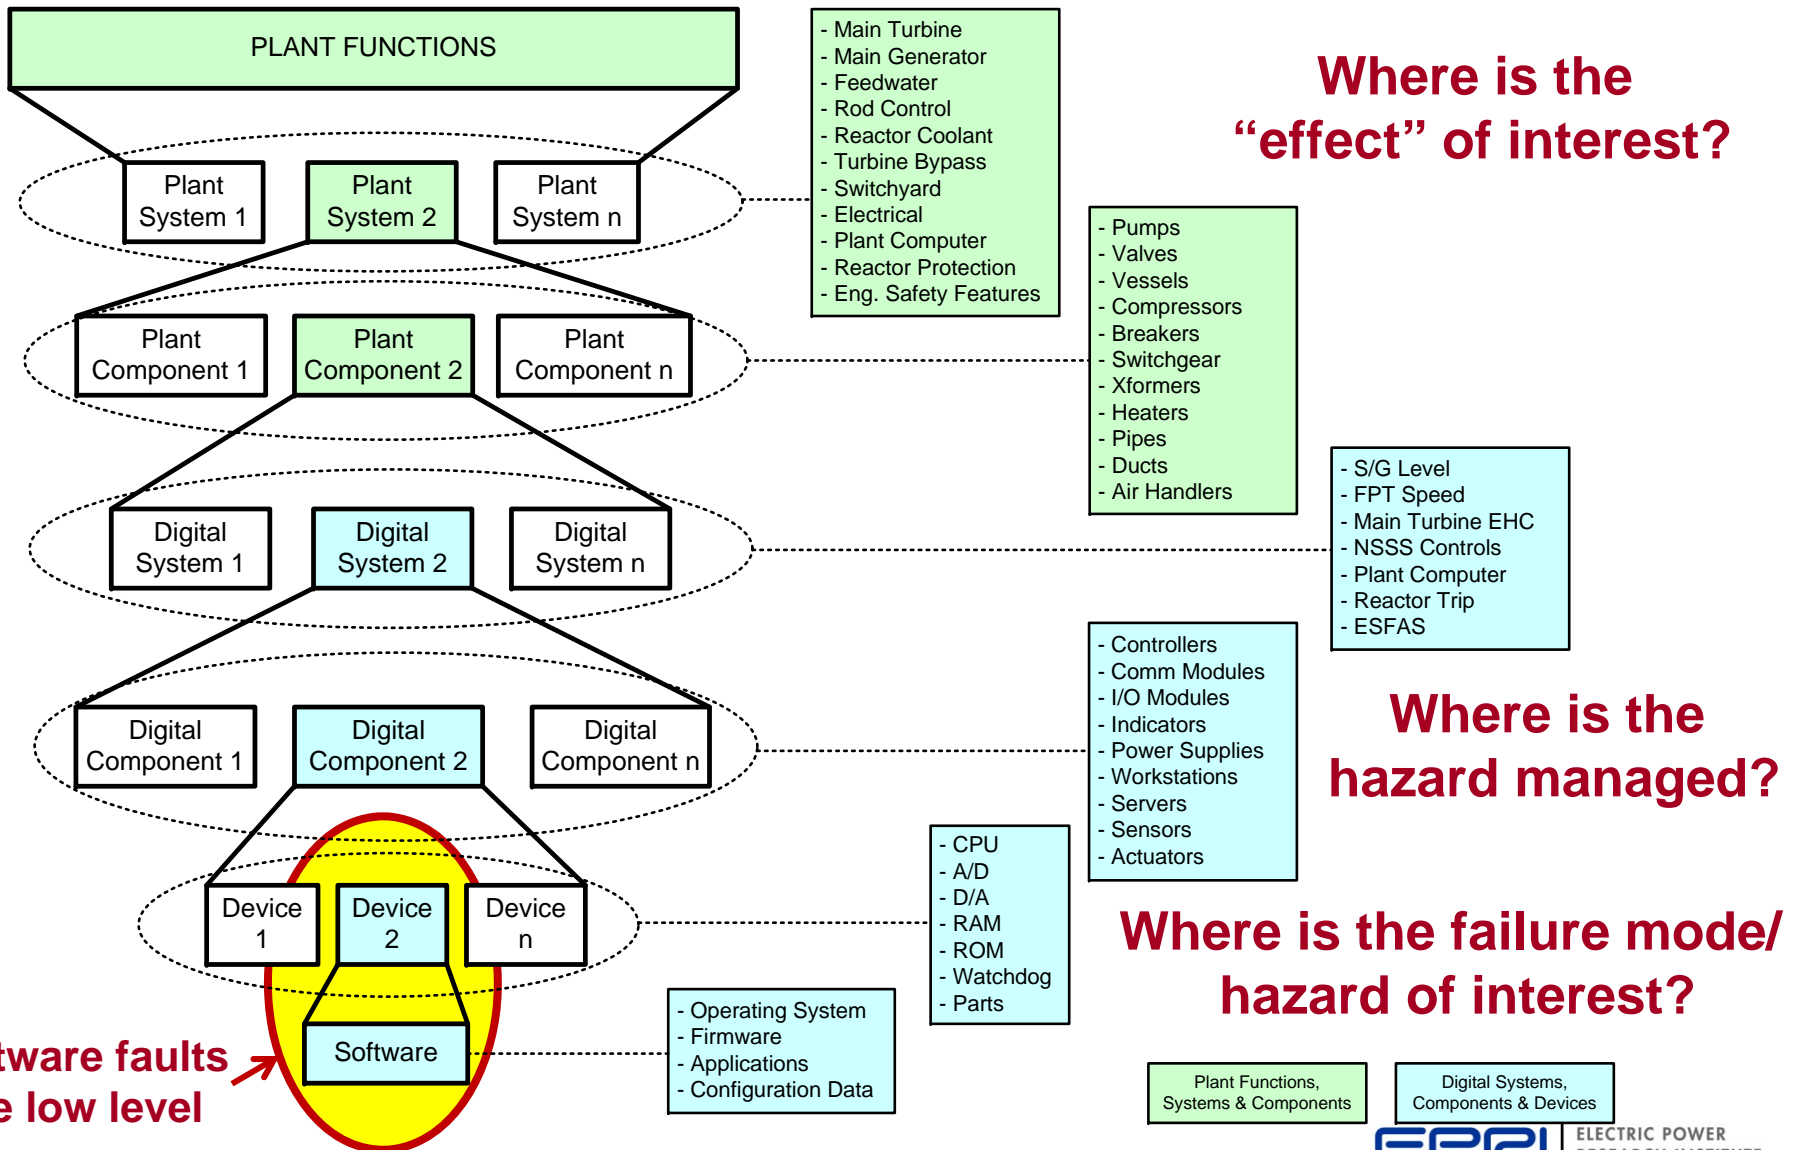 PLANT FUNCTIONS
- Main Turbine
- Main Generator
- Feedwater
- Rod Control
- Reactor Coolant
- Turbine Bypass
- Switchyard
- Electrical
- Plant Computer
- Reactor Protection
- Eng. Safety Features
Where is the
“effect” of interest?
Plant
System 1
Plant
System 2
Plant
System n
- Pumps
- Valves
- Vessels
- Compressors
- Breakers
- Switchgear
- Xformers
- Heaters
- Pipes
- Ducts
- Air Handlers
Plant
Component 1
Plant
Component 2
Plant
Component n
- S/G Level
- FPT Speed
- Main Turbine EHC
- NSSS Controls
- Plant Computer
- Reactor Trip
- ESFAS
Digital
System 1
Digital
System 2
Digital
System n
- Controllers
- Comm Modules
- I/O Modules
- Indicators
- Power Supplies
- Workstations
- Servers
- Sensors
- Actuators
Where is the
hazard managed?
Digital
Component 1
Digital
Component 2
Digital
Component n
- CPU
- A/D
- D/A
- RAM
- ROM
- Watchdog
- Parts
Device
1
Device
2
Device
n
Where is the failure mode/
hazard of interest?
- Operating System
- Firmware
- Applications
- Configuration Data
Software
tware faults
e low level
Plant Functions,
Systems & Components
Digital Systems,
Components & Devices
EPRI
ELECTRIC POWER
RESEARCH INSTITUTE